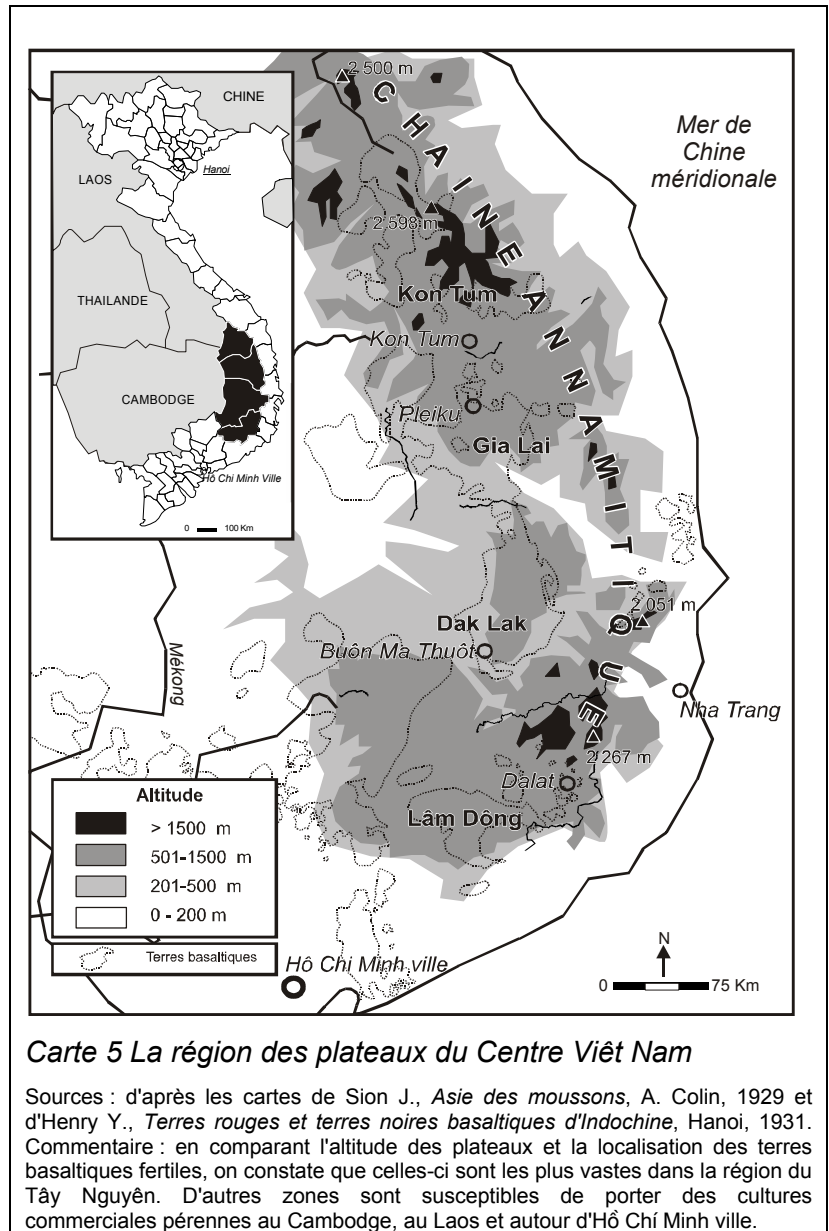 CHINE
Hanoi
LAOS
THAILANDE
CAMBODGE
Hô Chi Minh Ville
0 100 Km
2 500 m
CHAINE ANNAMITIQUE
Mer de
Chine
méridionale
2 598 m
Kon Tum
Kon Tum
Pleiku
Gia Lai
2 051 m
Dak Lak
Buôn Ma Thuôt
Mékong
Nha Trang
2 267 m
Dalat
Lâm Dông
Altitude
> 1500 m
501-1500 m
201-500 m
0 - 200 m
Terres basaltiques
Hô Chi Minh ville
N
0 75 Km
Carte 5 La région des plateaux du Centre Viêt Nam
Sources : d'après les cartes de Sion J., Asie des moussons, A. Colin, 1929 et
d'Henry Y., Terres rouges et terres noires basaltiques d'Indochine, Hanoi, 1931.
Commentaire : en comparant l'altitude des plateaux et la localisation des terres
basaltiques fertiles, on constate que celles-ci sont les plus vastes dans la région du
Tây Nguyên. D'autres zones sont susceptibles de porter des cultures
commerciales pérennes au Cambodge, au Laos et autour d'Hồ Chí Minh ville.